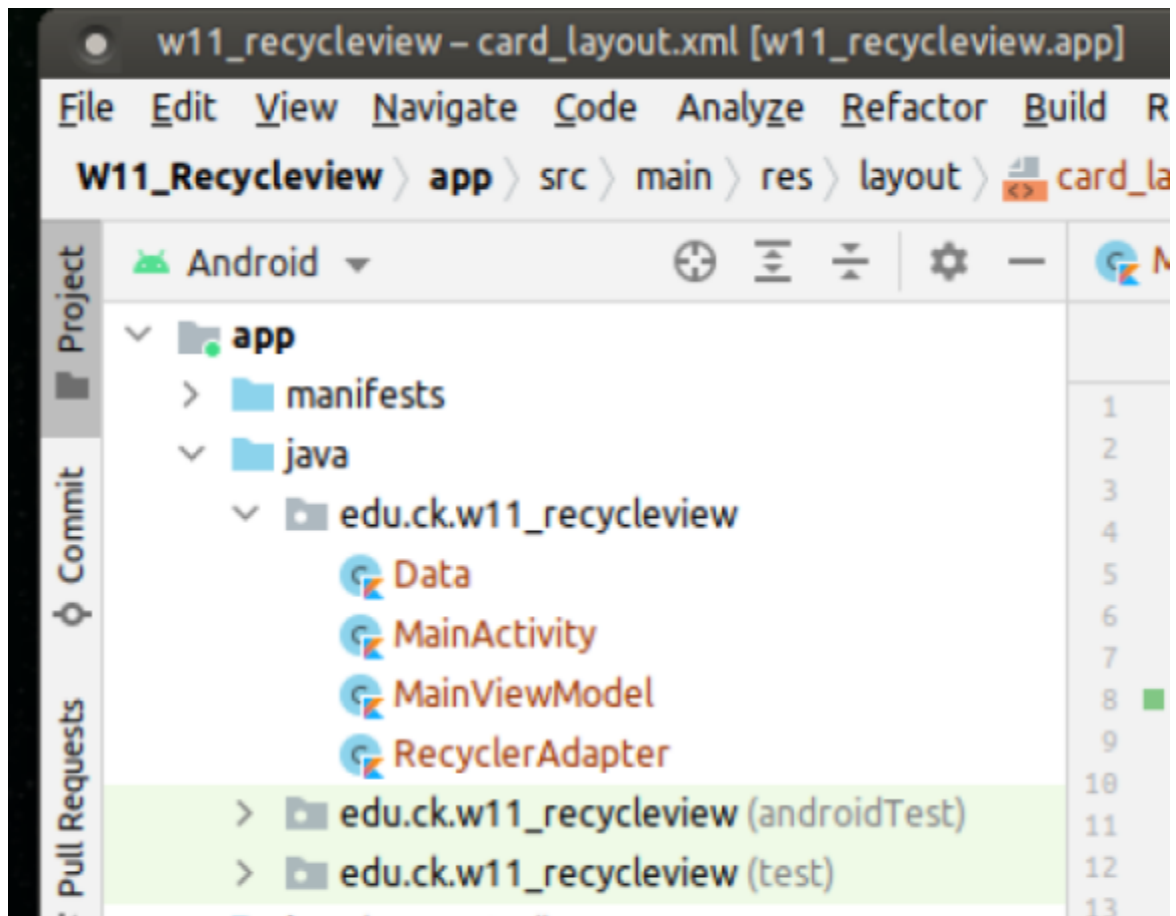 w11_recycleview – card_layout.xml [w11_recycleview.app]
File Edit View Navigate Code Analyze Refactor Build R
W11_Recycleview app src main res layout card_la
Project
Commit
Pull Requests
Android
app
manifests
java
edu.ck.w11_recycleview
Data
MainActivity
MainViewModel
RecyclerAdapter
edu.ck.w11_recycleview (androidTest)
edu.ck.w11_recycleview (test)
M
1
2
3
4
5
6
7
8
9
10
11
12
13